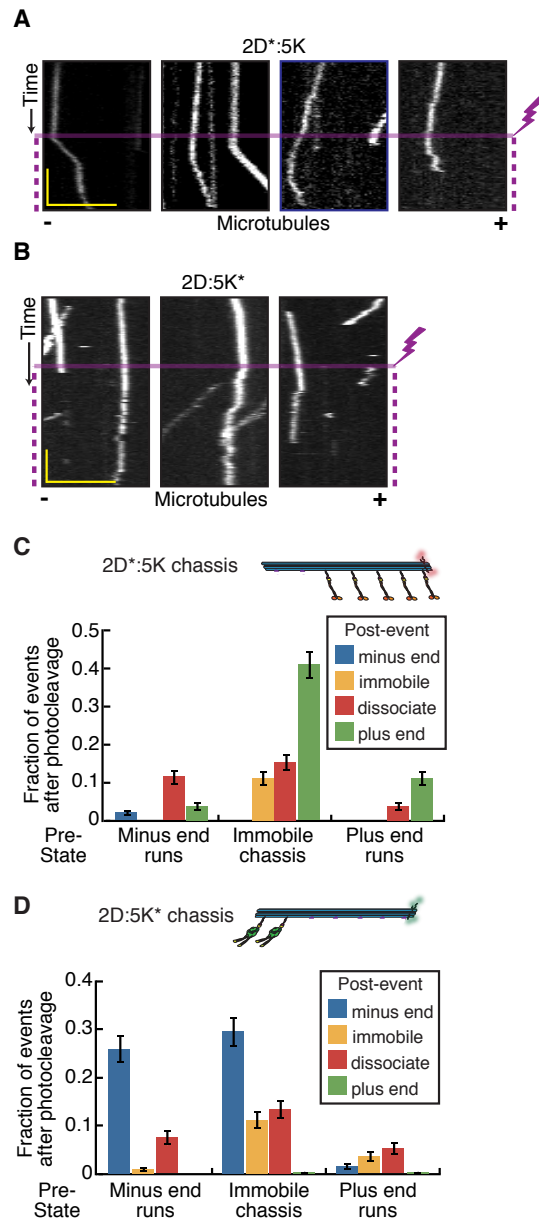 A
2D*:5K
Time
- Microtubules +
B
2D:5K*
Time
- Microtubules +
C
2D*:5K chassis
Fraction of events
after photocleavage
0.5
0.4
0.3
0.2
0.1
0
Post-event
minus end
immobile
dissociate
plus end
Pre-
State
Minus end
runs
Immobile
chassis
Plus end
runs
D
2D:5K* chassis
Fraction of events
after photocleavage
0.4
0.3
0.2
0.1
0
Post-event
minus end
immobile
dissociate
plus end
Pre-
State
Minus end
runs
Immobile
chassis
Plus end
runs